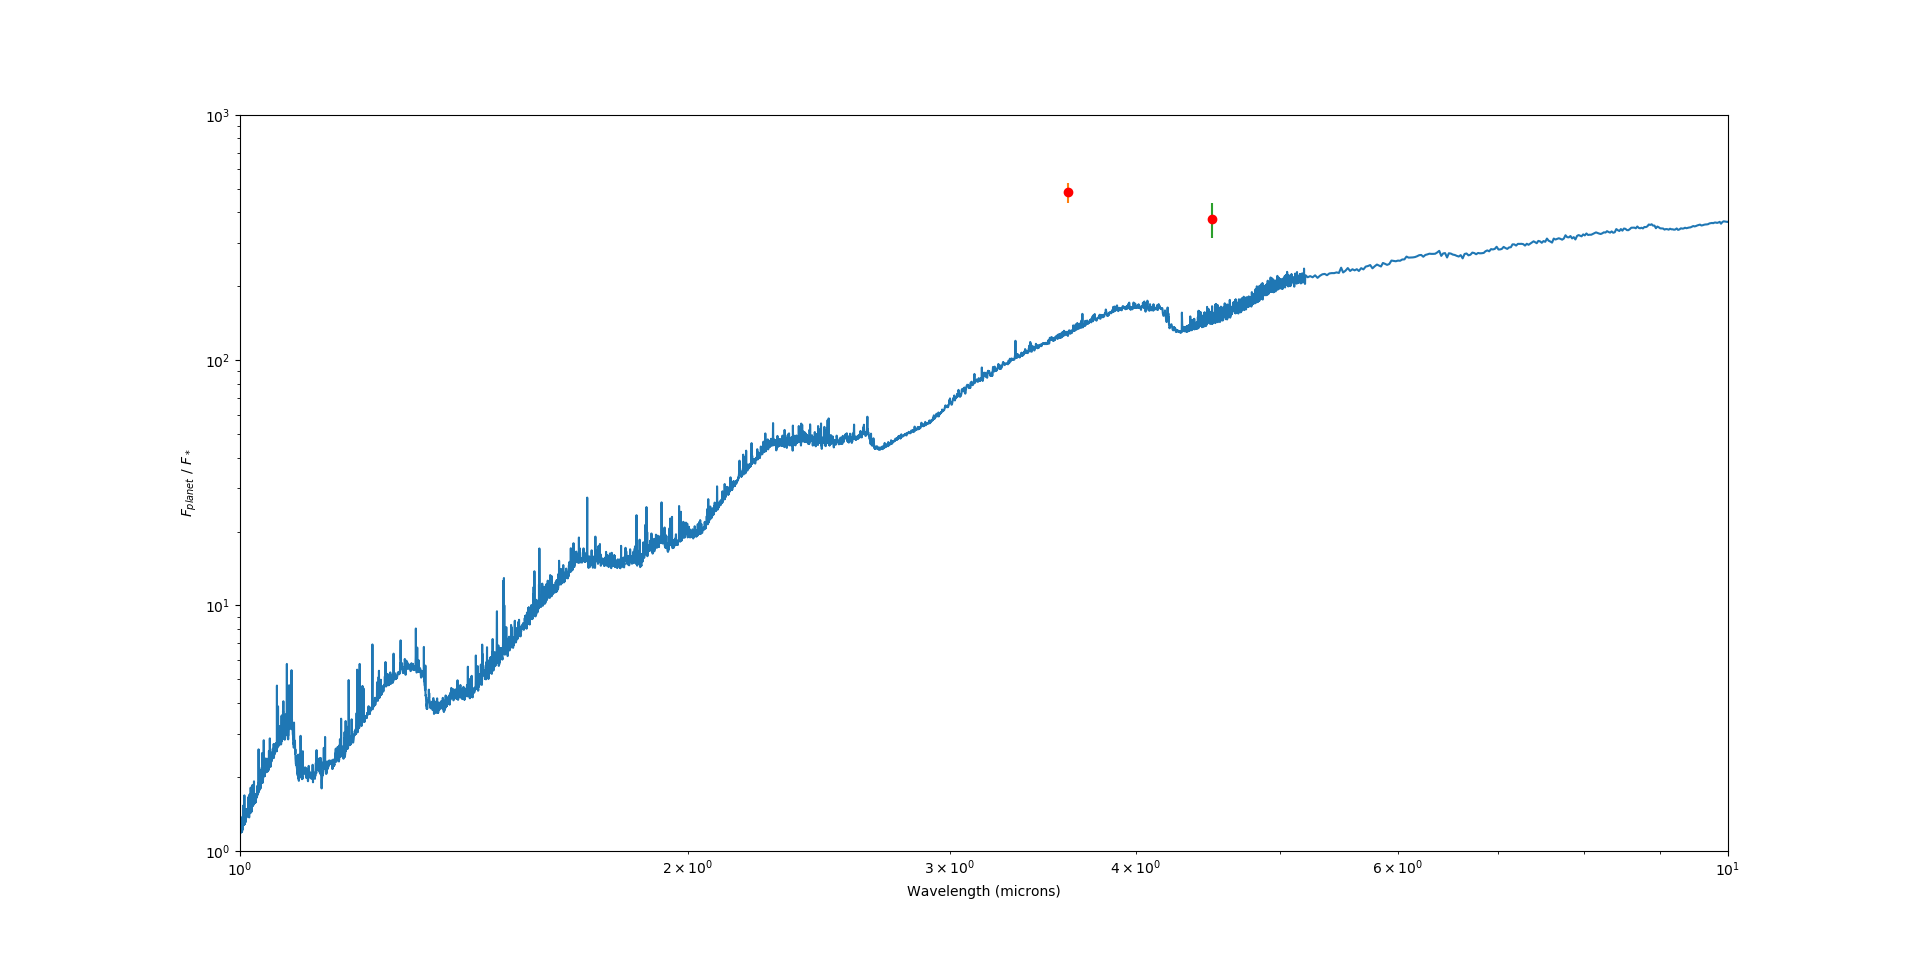 10³
10²
10¹
10⁰
F_planet / F_*
10⁰
2 × 10⁰
3 × 10⁰
4 × 10⁰
6 × 10⁰
10¹
Wavelength (microns)